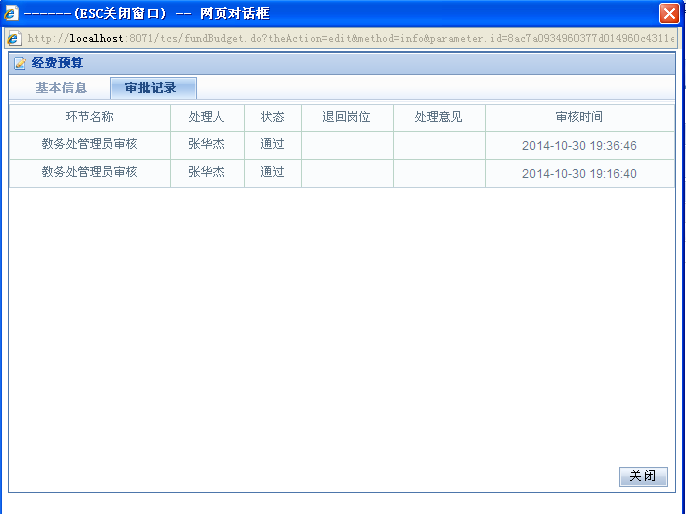 ------(ESC关闭窗口) -- 网页对话框
http://localhost:8071/tcs/fundBudget.do?theAction=edit&method=info&parameter.id=8ac7a0934960377d014960c4311e
经费预算
基本信息 审批记录
环节名称 处理人 状态 退回岗位 处理意见 审核时间
教务处管理员审核 张华杰 通过 2014-10-30 19:36:46
教务处管理员审核 张华杰 通过 2014-10-30 19:16:40
关闭